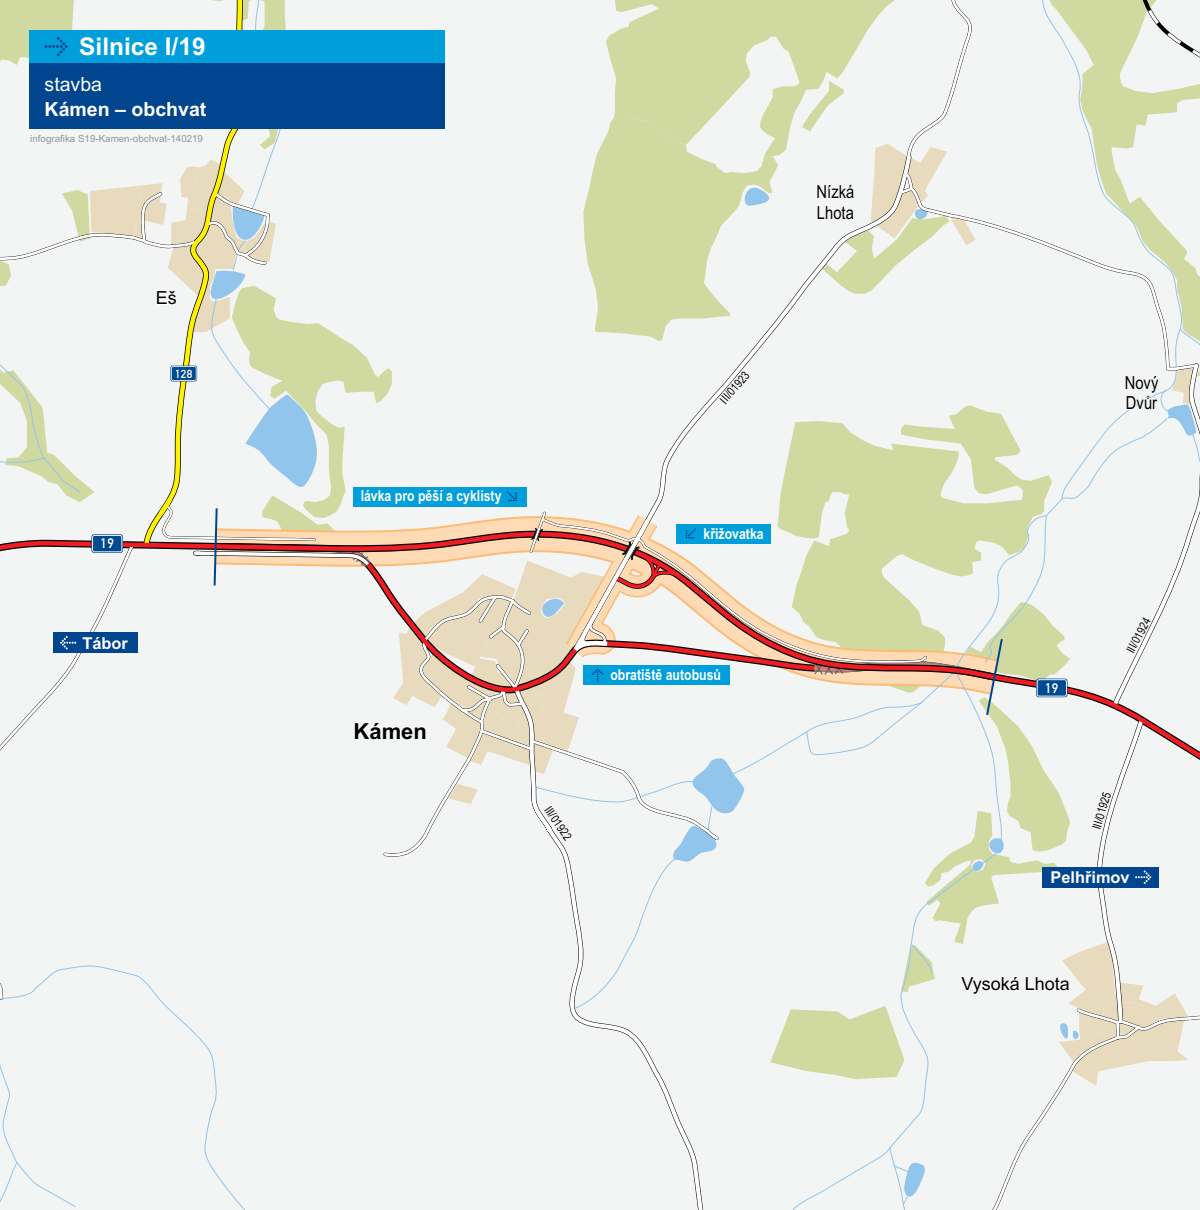 Silnice I/19
stavba
Kámen – obchvat
infografika S19-Kamen-obchvat-140219
Nízká
Lhota
Eš
128
III/01923
Nový
Dvůr
lávka pro pěší a cyklisty
křižovatka
19
Tábor
III/01924
obratiště autobusů
19
Kámen
III/01922
III/01925
Pelhřimov
Vysoká Lhota